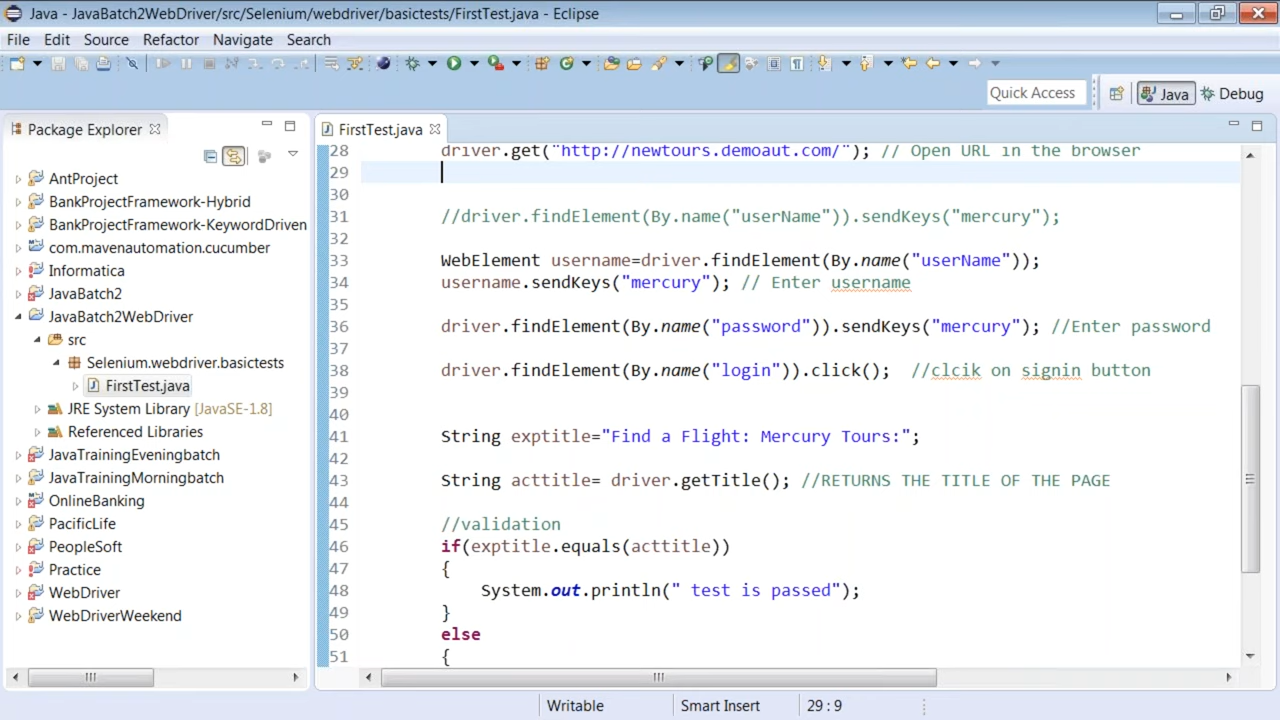 Java - JavaBatch2WebDriver/src/Selenium/webdriver/basictests/FirstTest.java - Eclipse
File Edit Source Refactor Navigate Search
Quick Access
Java
Debug
Package Explorer
AntProject
BankProjectFramework-Hybrid
BankProjectFramework-KeywordDriven
com.mavenautomation.cucumber
Informatica
JavaBatch2
JavaBatch2WebDriver
src
Selenium.webdriver.basictests
FirstTest.java
JRE System Library [JavaSE-1.8]
Referenced Libraries
JavaTrainingEveningbatch
JavaTrainingMorningbatch
OnlineBanking
PacificLife
PeopleSoft
Practice
WebDriver
WebDriverWeekend
FirstTest.java
28 driver.get("http://newtours.demoaut.com/"); // Open URL in the browser
29
30
31 //driver.findElement(By.name("userName")).sendKeys("mercury");
32
33 WebElement username=driver.findElement(By.name("userName"));
34 username.sendKeys("mercury"); // Enter username
35
36 driver.findElement(By.name("password")).sendKeys("mercury"); //Enter password
37
38 driver.findElement(By.name("login")).click(); //clcik on signin button
39
40
41 String exptitle="Find a Flight: Mercury Tours:";
42
43 String acttitle= driver.getTitle(); //RETURNS THE TITLE OF THE PAGE
44
45 //validation
46 if(exptitle.equals(acttitle))
47 {
48 System.out.println(" test is passed");
49 }
50 else
51 {
Writable
Smart Insert
29 : 9